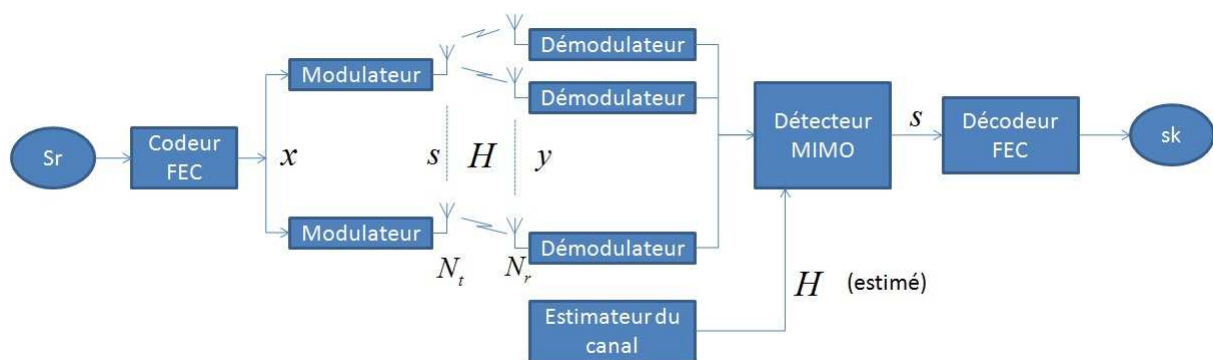 Démodulateur
Modulateur
Démodulateur
Sr
Codeur
FEC
x
s
H
y
Détecteur
MIMO
s
Décodeur
FEC
sk
Modulateur
Démodulateur
N_t
N_r
H (estimé)
Estimateur du
canal